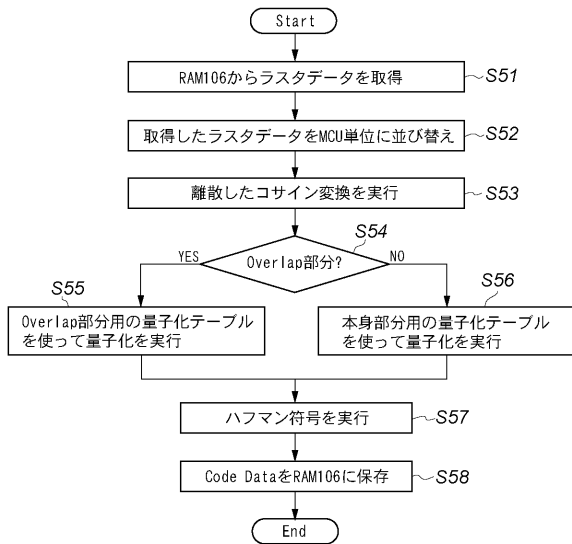 Start
RAM106からラスタデータを取得
S51
取得したラスタデータをMCU単位に並び替え
S52
離散したコサイン変換を実行
S53
Overlap部分?
S54
YES
NO
S55
Overlap部分用の量子化テーブル
を使って量子化を実行
S56
本身部分用の量子化テーブル
を使って量子化を実行
ハフマン符号を実行
S57
Code DataをRAM106に保存
S58
End